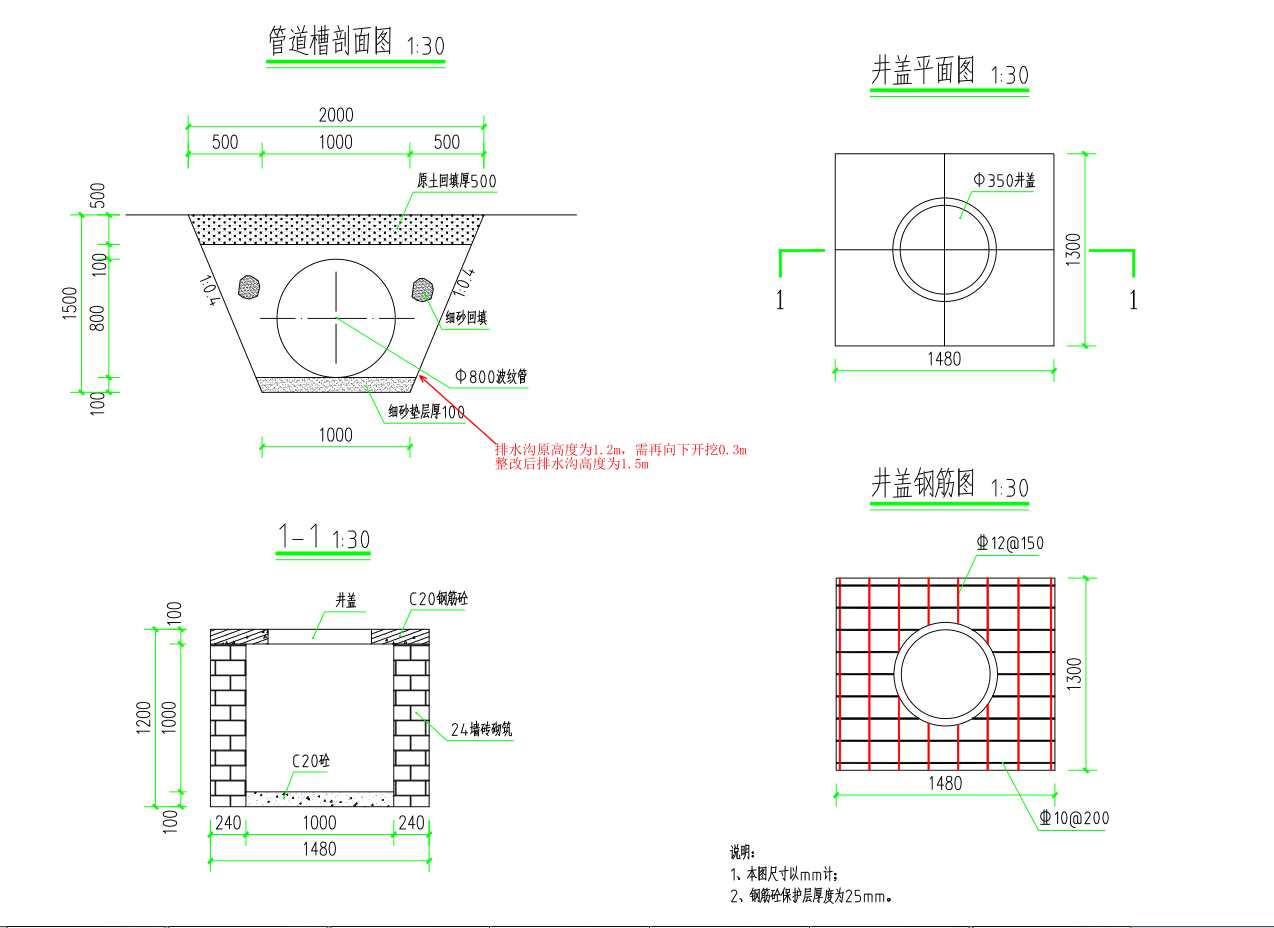 管道槽剖面图 1:30
2000
500 1000 500
原土回填厚500
500
100
1500
800
100
1:0.4
1:0.4
细砂回填
Φ800波纹管
细砂垫层厚100
1000
排水沟原高度为1.2m，需再向下开挖0.3m
整改后排水沟高度为1.5m
井盖平面图 1:30
Φ350井盖
1300
1 1
1480
1-1 1:30
井盖
C20钢筋砼
100
1200
1000
100
24墙砖砌筑
C20砼
240 1000 240
1480
井盖钢筋图 1:30
Φ12@150
1300
1480
Φ10@200
说明：
1、本图尺寸以mm计；
2、钢筋砼保护层厚度为25mm。